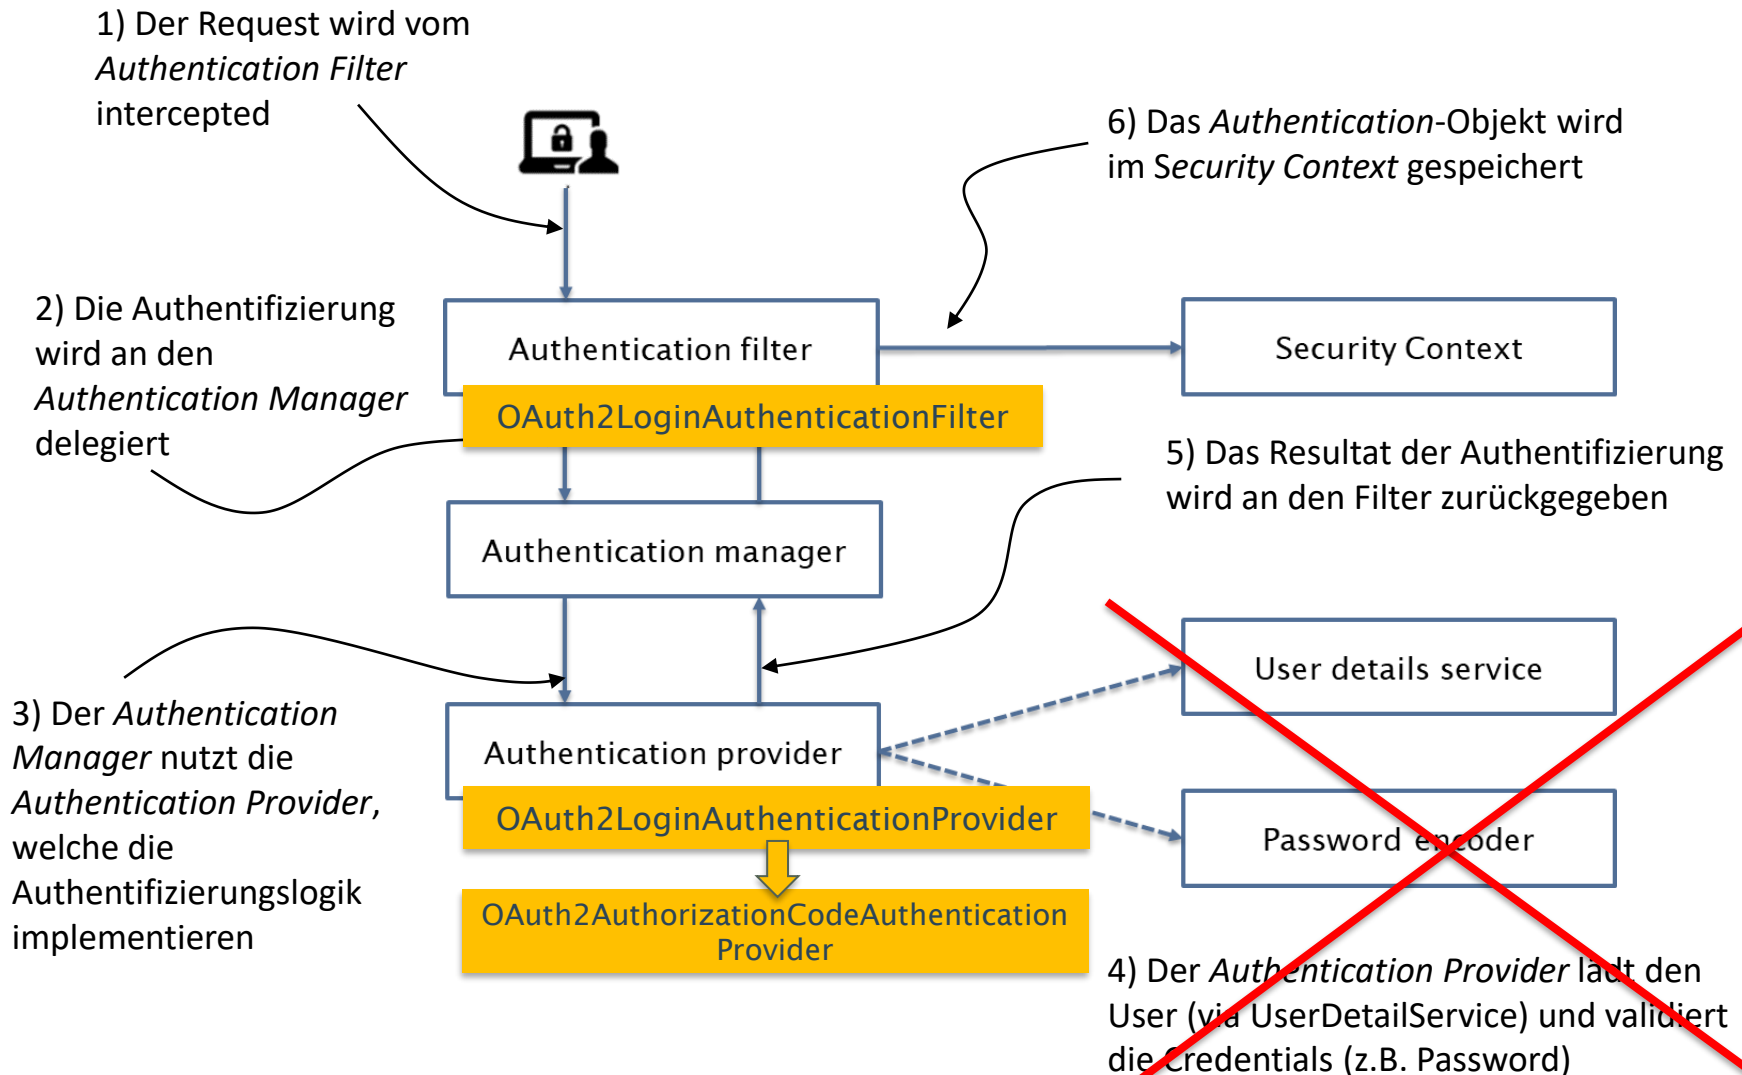 1) Der Request wird vom
Authentication Filter
intercepted
6) Das Authentication-Objekt wird
im Security Context gespeichert
2) Die Authentifizierung
wird an den
Authentication Manager
delegiert
Authentication filter
Security Context
OAuth2LoginAuthenticationFilter
5) Das Resultat der Authentifizierung
wird an den Filter zurückgegeben
Authentication manager
3) Der Authentication
Manager nutzt die
Authentication Provider,
welche die
Authentifizierungslogik
implementieren
User details service
Authentication provider
OAuth2LoginAuthenticationProvider
Password encoder
OAuth2AuthorizationCodeAuthentication
Provider
4) Der Authentication Provider lädt den
User (via UserDetailService) und validiert
die Credentials (z.B. Password)